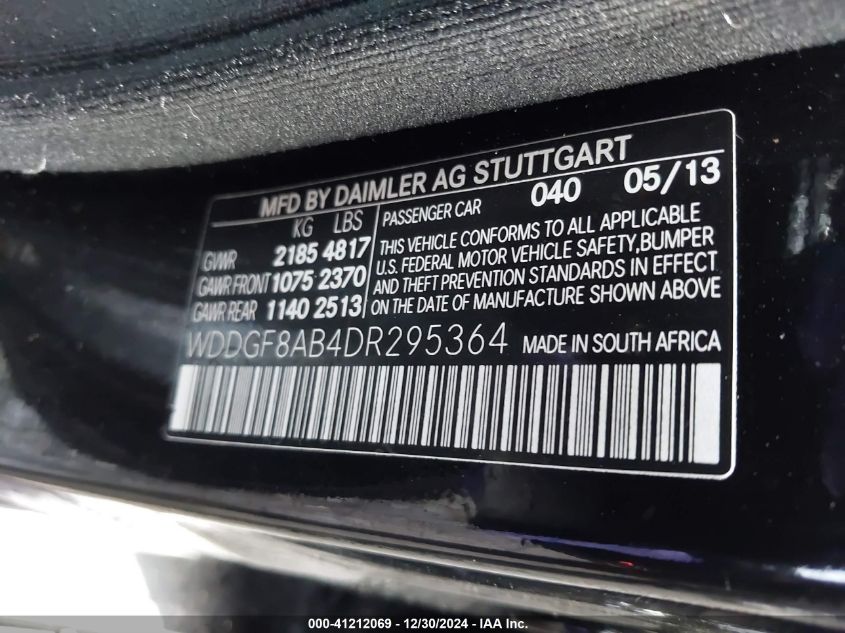 MFD BY DAIMLER AG STUTTGART
KG LBS
GVWR 2185 4817
GAWR FRONT 1075 2370
GAWR REAR 1140 2513
PASSENGER CAR 040 05/13
THIS VEHICLE CONFORMS TO ALL APPLICABLE
U.S. FEDERAL MOTOR VEHICLE SAFETY, BUMPER
AND THEFT PREVENTION STANDARDS IN EFFECT
ON THE DATE OF MANUFACTURE SHOWN ABOVE
WDDGF8AB4DR295364 MADE IN SOUTH AFRICA
000-41212069 - 12/30/2024 - IAA Inc.